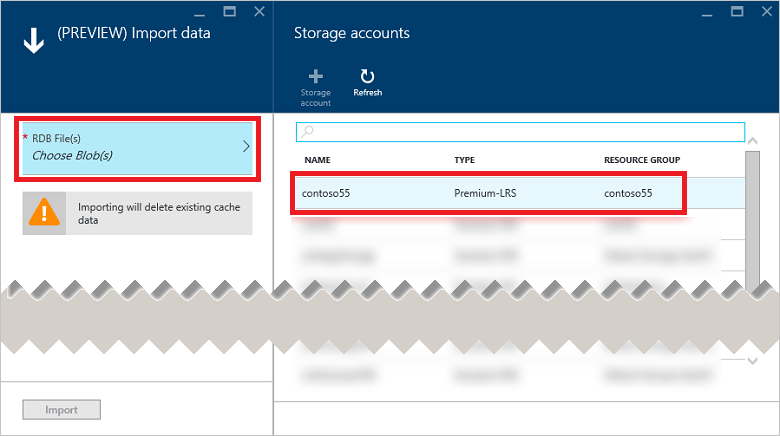 (PREVIEW) Import data
Storage accounts
Storage
account
Refresh
* RDB File(s)
Choose Blob(s)
Importing will delete existing cache
data
NAME TYPE RESOURCE GROUP
contoso55 Premium-LRS contoso55
Import